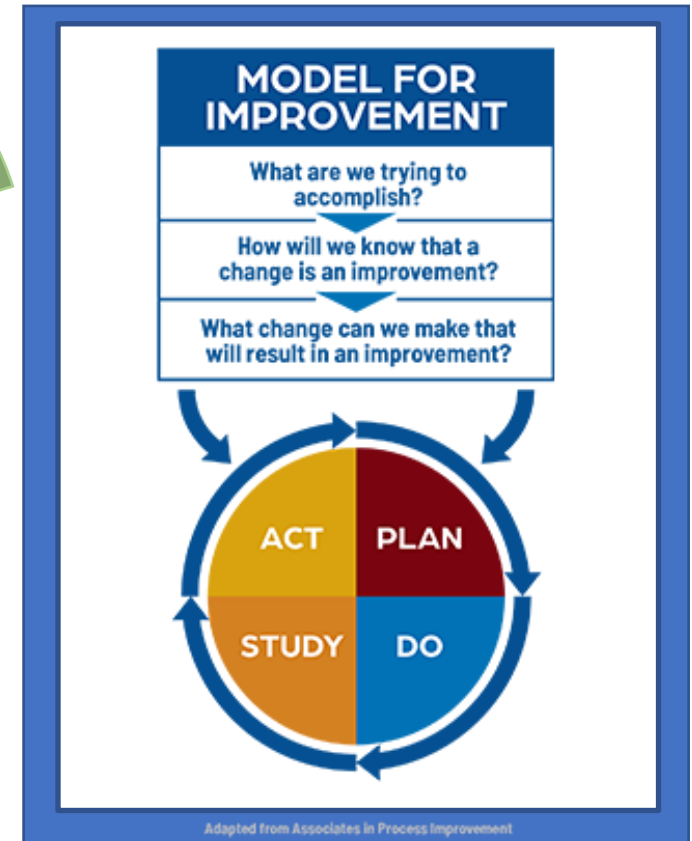 MODEL FOR
IMPROVEMENT
What are we trying to
accomplish?
How will we know that a
change is an improvement?
What change can we make that
will result in an improvement?
ACT
PLAN
STUDY
DO
Adapted from Associates in Process Improvement